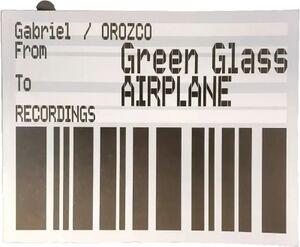 Gabriel / OROZCO
From Green Glass
To AIRPLANE
RECORDINGS